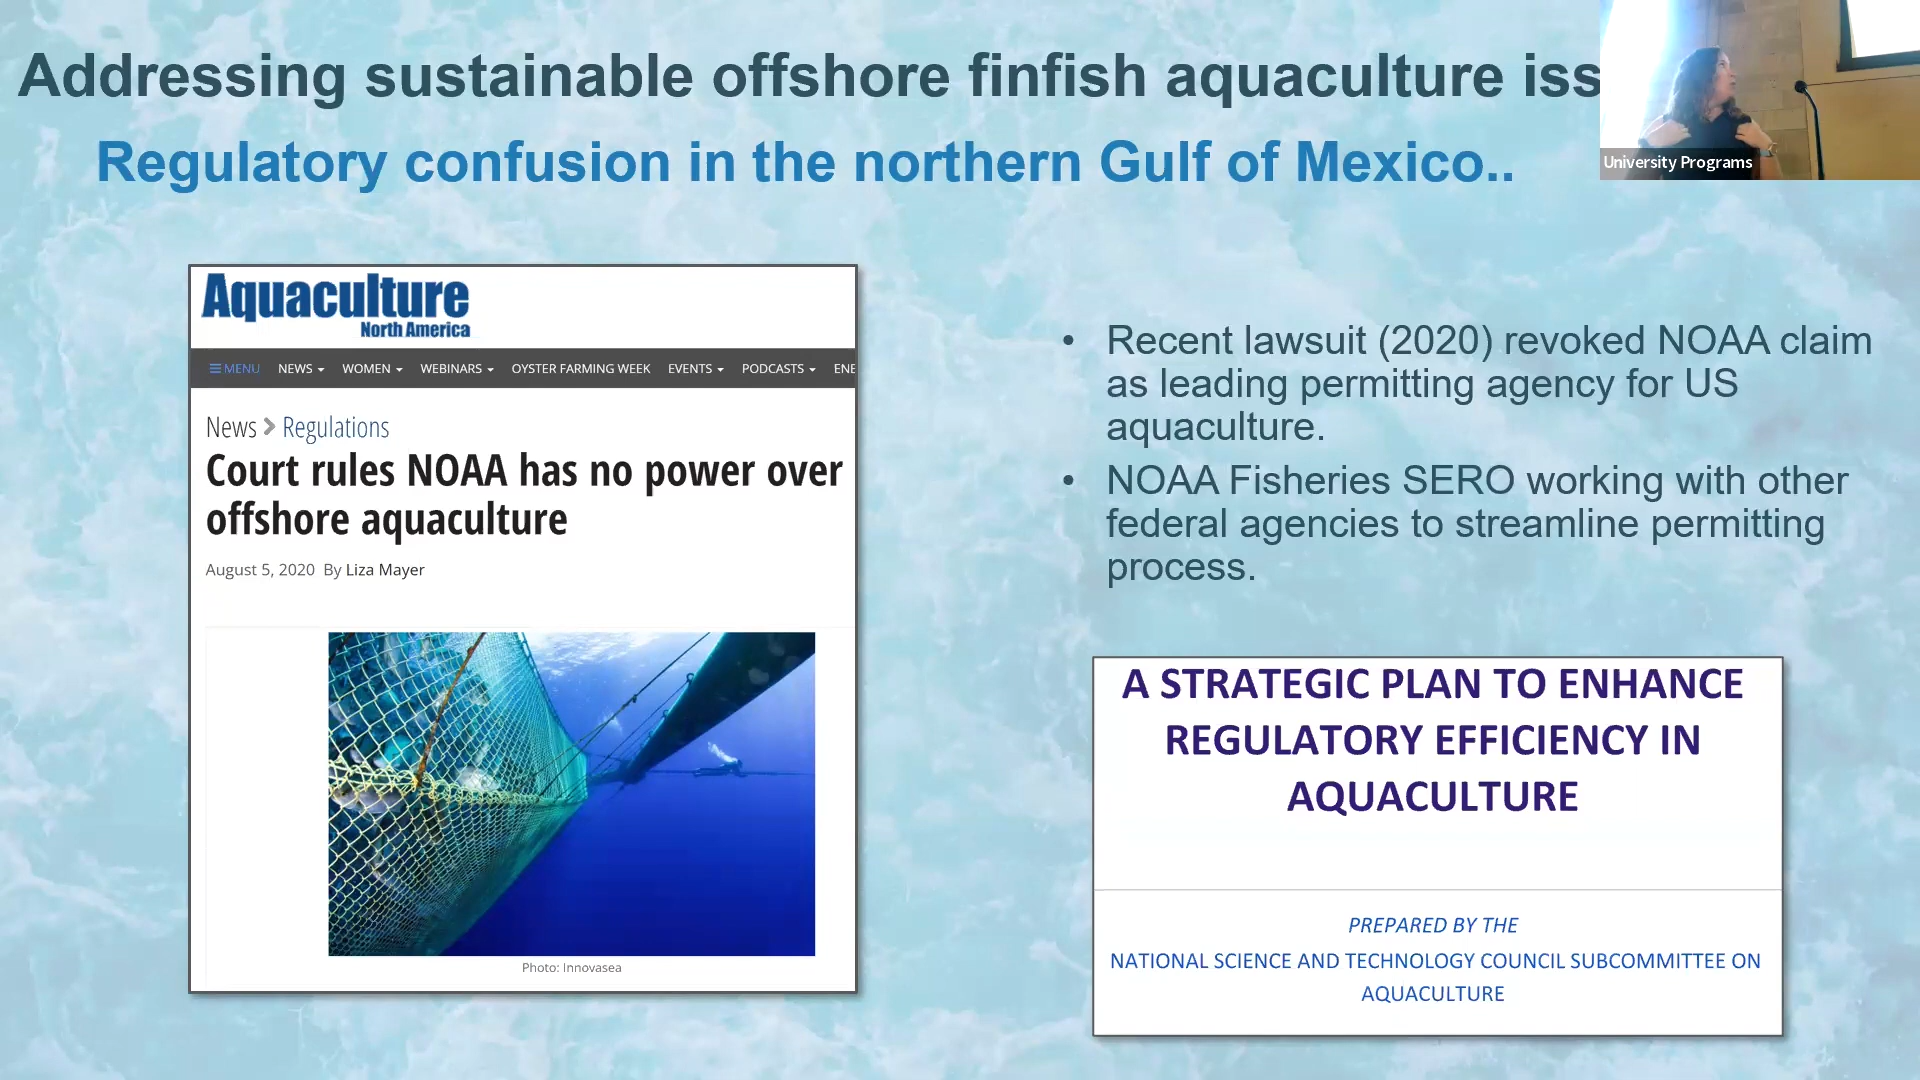 Addressing sustainable offshore finfish aquaculture iss
Regulatory confusion in the northern Gulf of Mexico..
University Programs
Aquaculture
North America
MENU NEWS WOMEN WEBINARS OYSTER FARMING WEEK EVENTS PODCASTS ENE
News > Regulations
Court rules NOAA has no power over
offshore aquaculture
August 5, 2020 By Liza Mayer
Photo: Innovasea
• Recent lawsuit (2020) revoked NOAA claim
as leading permitting agency for US
aquaculture.
• NOAA Fisheries SERO working with other
federal agencies to streamline permitting
process.
A STRATEGIC PLAN TO ENHANCE
REGULATORY EFFICIENCY IN
AQUACULTURE
PREPARED BY THE
NATIONAL SCIENCE AND TECHNOLOGY COUNCIL SUBCOMMITTEE ON
AQUACULTURE